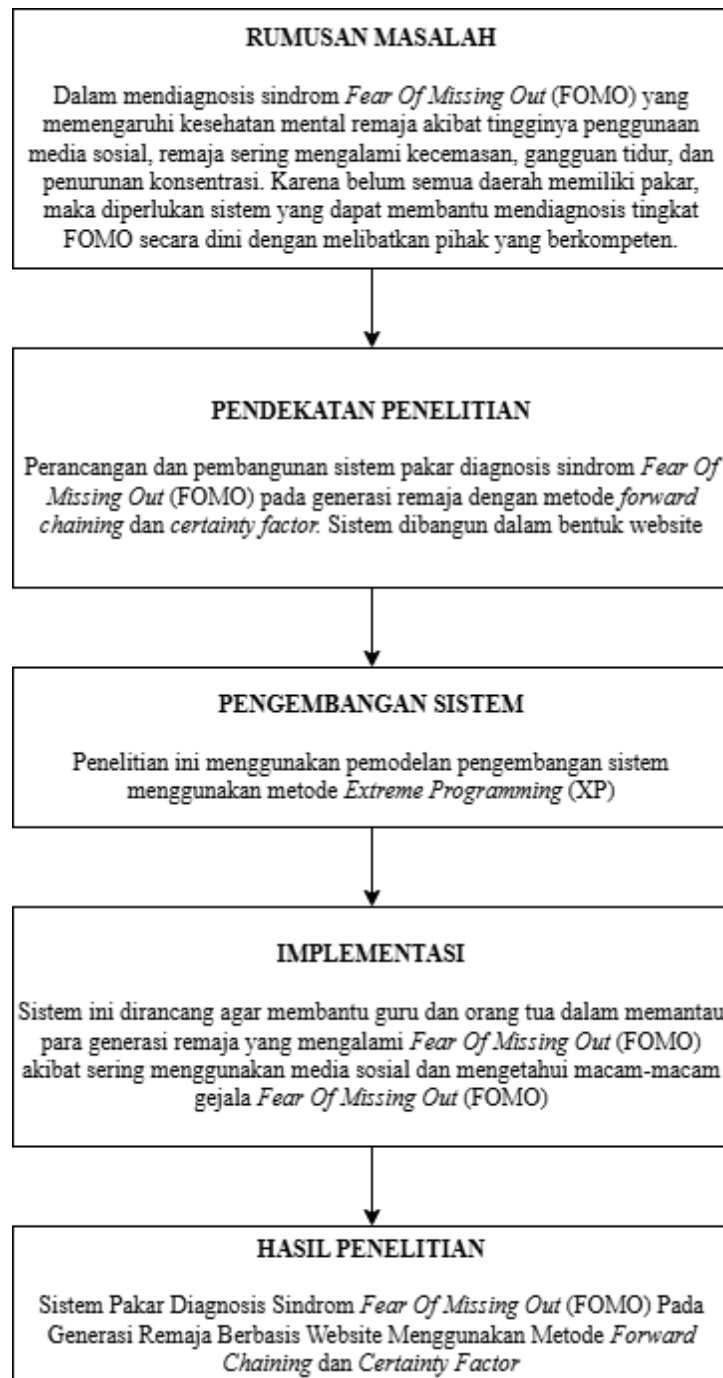 RUMUSAN MASALAH
Dalam mendiagnosis sindrom Fear Of Missing Out (FOMO) yang
memengaruhi kesehatan mental remaja akibat tingginya penggunaan
media sosial, remaja sering mengalami kecemasan, gangguan tidur, dan
penurunan konsentrasi. Karena belum semua daerah memiliki pakar,
maka diperlukan sistem yang dapat membantu mendiagnosis tingkat
FOMO secara dini dengan melibatkan pihak yang berkompeten.
PENDEKATAN PENELITIAN
Perancangan dan pembangunan sistem pakar diagnosis sindrom Fear Of
Missing Out (FOMO) pada generasi remaja dengan metode forward
chaining dan certainty factor. Sistem dibangun dalam bentuk website
PENGEMBANGAN SISTEM
Penelitian ini menggunakan pemodelan pengembangan sistem
menggunakan metode Extreme Programming (XP)
IMPLEMENTASI
Sistem ini dirancang agar membantu guru dan orang tua dalam memantau
para generasi remaja yang mengalami Fear Of Missing Out (FOMO)
akibat sering menggunakan media sosial dan mengetahui macam-macam
gejala Fear Of Missing Out (FOMO)
HASIL PENELITIAN
Sistem Pakar Diagnosis Sindrom Fear Of Missing Out (FOMO) Pada
Generasi Remaja Berbasis Website Menggunakan Metode Forward
Chaining dan Certainty Factor